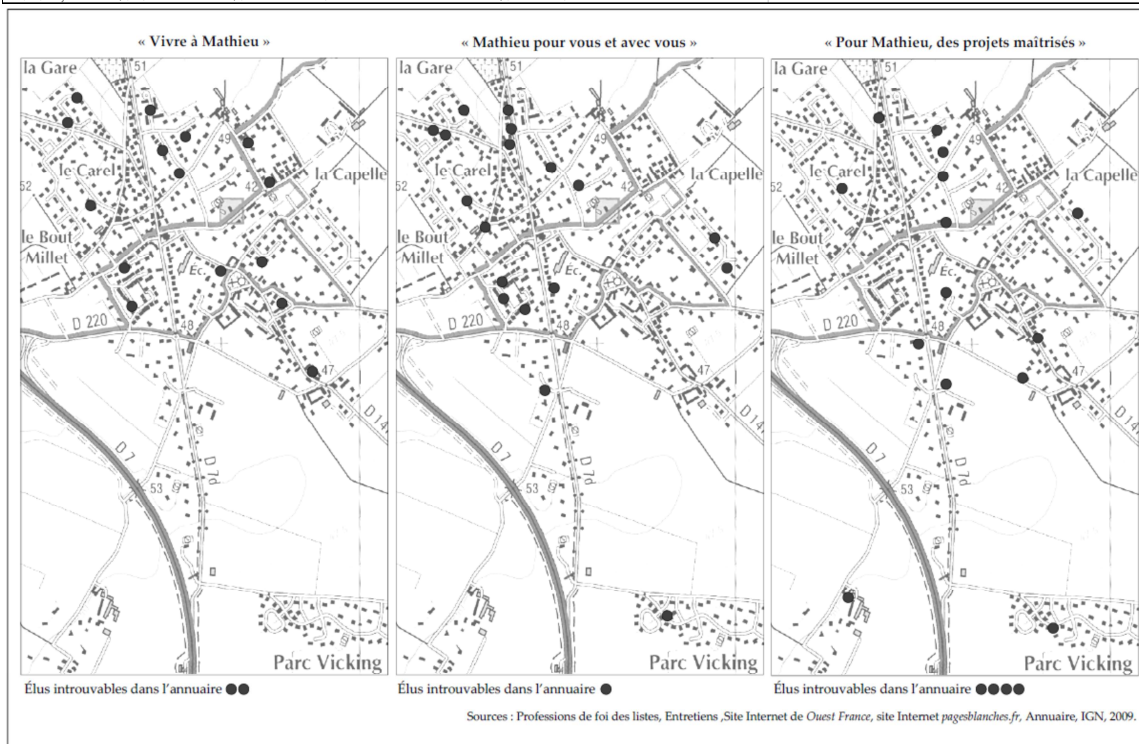 « Vivre à Mathieu »
« Mathieu pour vous et avec vous »
« Pour Mathieu, des projets maîtrisés »
la Gare
51
49
le Carel
la Capelle
52
42
le Bout
Millet
Éc.
D 220
48
47
D 14
D 7
D 7d
53
Parc Vicking
la Gare
51
49
le Carel
la Capelle
52
42
le Bout
Millet
Éc.
D 220
48
47
D 14
D 7
D 7d
53
Parc Vicking
la Gare
51
49
le Carel
la Capelle
52
42
le Bout
Millet
Éc.
D 220
48
47
D 14
D 7
D 7d
53
Parc Vicking
Élus introuvables dans l'annuaire
Élus introuvables dans l'annuaire
Élus introuvables dans l'annuaire
Sources : Professions de foi des listes, Entretiens ,Site Internet de Ouest France, site Internet pagesblanches.fr, Annuaire, IGN, 2009.